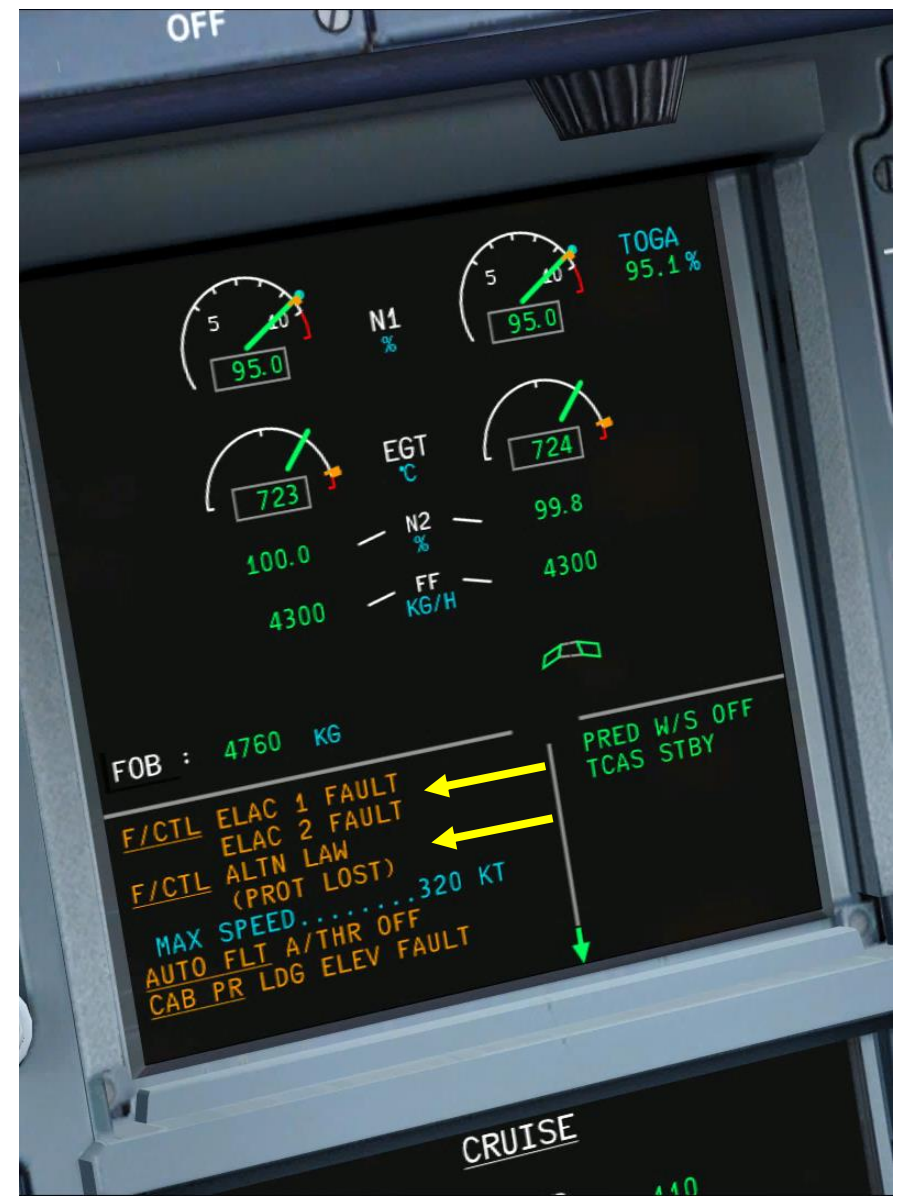 OFF
TOGA
95.1 %
5 10
N1
%
5 10
95.0
95.0
EGT
°C
723
724
100.0
N2
%
99.8
4300
FF
KG/H
4300
FOB : 4760 KG
F/CTL ELAC 1 FAULT
ELAC 2 FAULT
F/CTL ALTN LAW
(PROT LOST)
MAX SPEED........320 KT
AUTO FLT A/THR OFF
CAB PR LDG ELEV FAULT
PRED W/S OFF
TCAS STBY
CRUISE